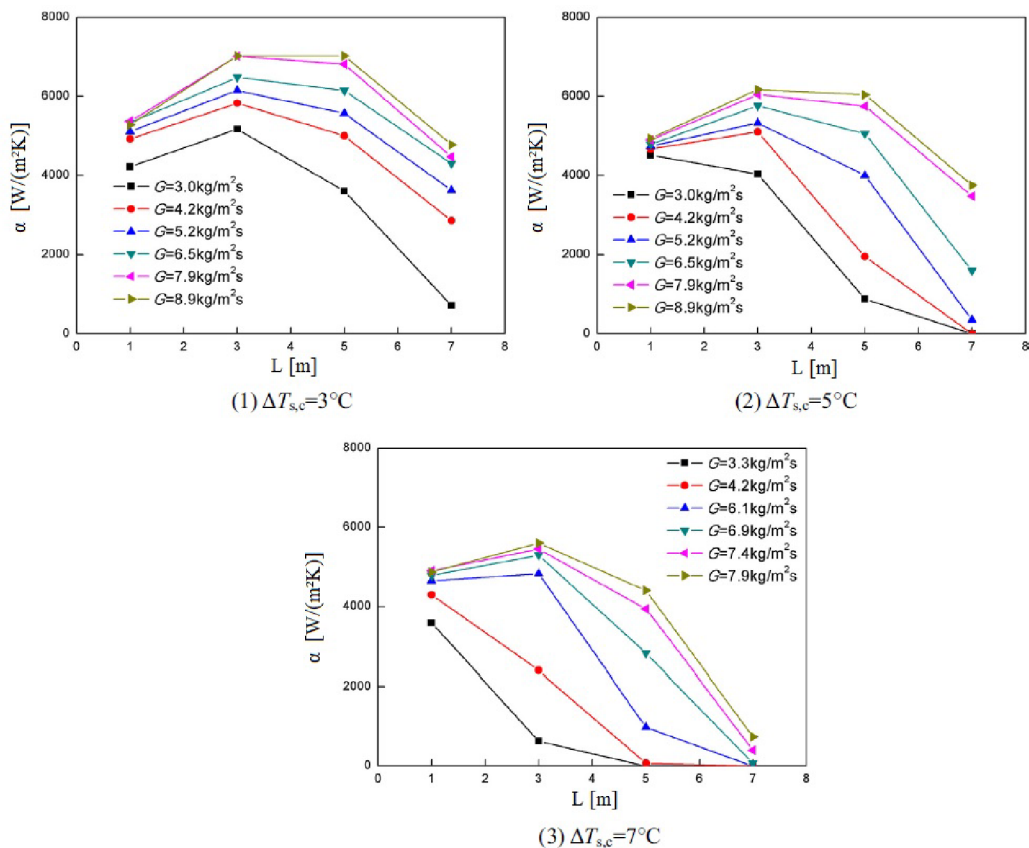 8000
6000
4000
2000
0
α [W/(m²K)]
G=3.0kg/m²s
G=4.2kg/m²s
G=5.2kg/m²s
G=6.5kg/m²s
G=7.9kg/m²s
G=8.9kg/m²s
0 1 2 3 4 5 6 7 8
L [m]
(1) ΔTs,c=3°C
8000
6000
4000
2000
0
α [W/(m²K)]
G=3.0kg/m²s
G=4.2kg/m²s
G=5.2kg/m²s
G=6.5kg/m²s
G=7.9kg/m²s
G=8.9kg/m²s
0 1 2 3 4 5 6 7 8
L [m]
(2) ΔTs,c=5°C
8000
6000
4000
2000
0
α [W/(m²K)]
G=3.3kg/m²s
G=4.2kg/m²s
G=6.1kg/m²s
G=6.9kg/m²s
G=7.4kg/m²s
G=7.9kg/m²s
0 1 2 3 4 5 6 7 8
L [m]
(3) ΔTs,c=7°C